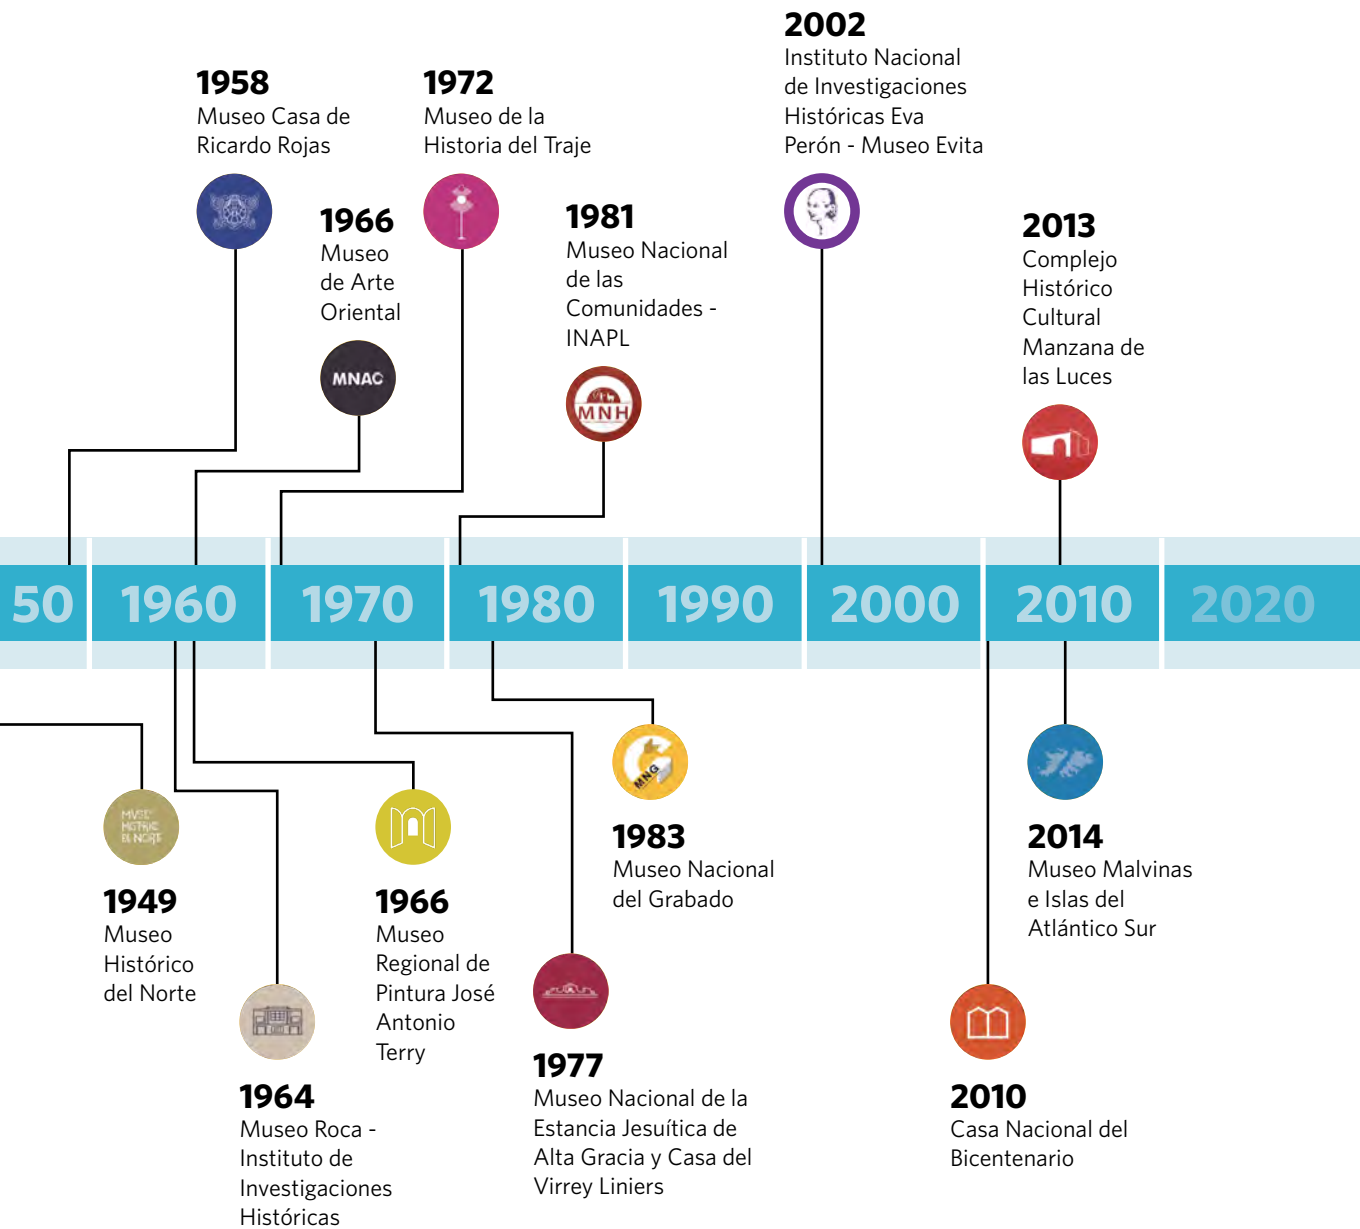 2002
Instituto Nacional
de Investigaciones
Históricas Eva
Perón - Museo Evita
1958
Museo Casa de
Ricardo Rojas
1972
Museo de la
Historia del Traje
1966
Museo
de Arte
Oriental
MNAC
1981
Museo Nacional
de las
Comunidades -
INAPL
MNH
2013
Complejo
Histórico
Cultural
Manzana de
las Luces
50 1960 1970 1980 1990 2000 2010 2020
1949
Museo
Histórico
del Norte
1964
Museo Roca -
Instituto de
Investigaciones
Históricas
1966
Museo
Regional de
Pintura José
Antonio
Terry
1977
Museo Nacional de la
Estancia Jesuítica de
Alta Gracia y Casa del
Virrey Liniers
MNG
1983
Museo Nacional
del Grabado
2010
Casa Nacional del
Bicentenario
2014
Museo Malvinas
e Islas del
Atlántico Sur